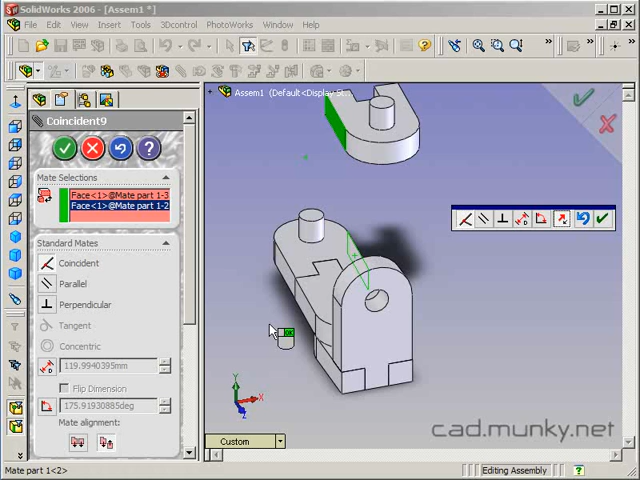 SolidWorks 2006 - [Assem1 *]
File Edit View Insert Tools 3Dcontrol PhotoWorks Window Help
Assem1 (Default<Display St...
Coincident9
Mate Selections
Face<1>@Mate part 1-3
Face<1>@Mate part 1-2
Standard Mates
Coincident
Parallel
Perpendicular
Tangent
Concentric
119.9940395mm
Flip Dimension
175.91930885deg
Mate alignment:
OK
Y
X
Z
Custom
cad.munky.net
Mate part 1<2>
Editing Assembly